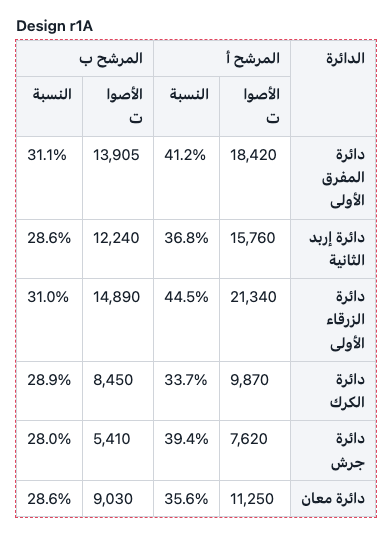 Design r1A
الدائرة المرشح أ المرشح ب
الأصوات النسبة الأصوات النسبة
دائرة المفرق الأولى 18,420 41.2% 13,905 31.1%
دائرة إربد الثانية 15,760 36.8% 12,240 28.6%
دائرة الزرقاء الأولى 21,340 44.5% 14,890 31.0%
دائرة الكرك 9,870 33.7% 8,450 28.9%
دائرة جرش 7,620 39.4% 5,410 28.0%
دائرة معان 11,250 35.6% 9,030 28.6%